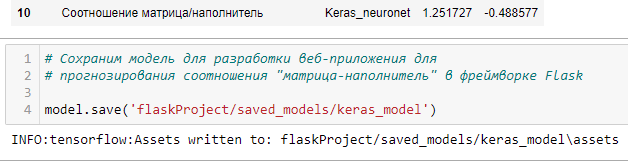 10 Соотношение матрица/наполнитель Keras_neuronet 1.251727 -0.488577
1 # Сохраним модель для разработки веб-приложения для
2 # прогнозирования соотношения "матрица-наполнитель" в фреймворке Flask
3
4 model.save('flaskProject/saved_models/keras_model')
INFO:tensorflow:Assets written to: flaskProject/saved_models/keras_model\assets